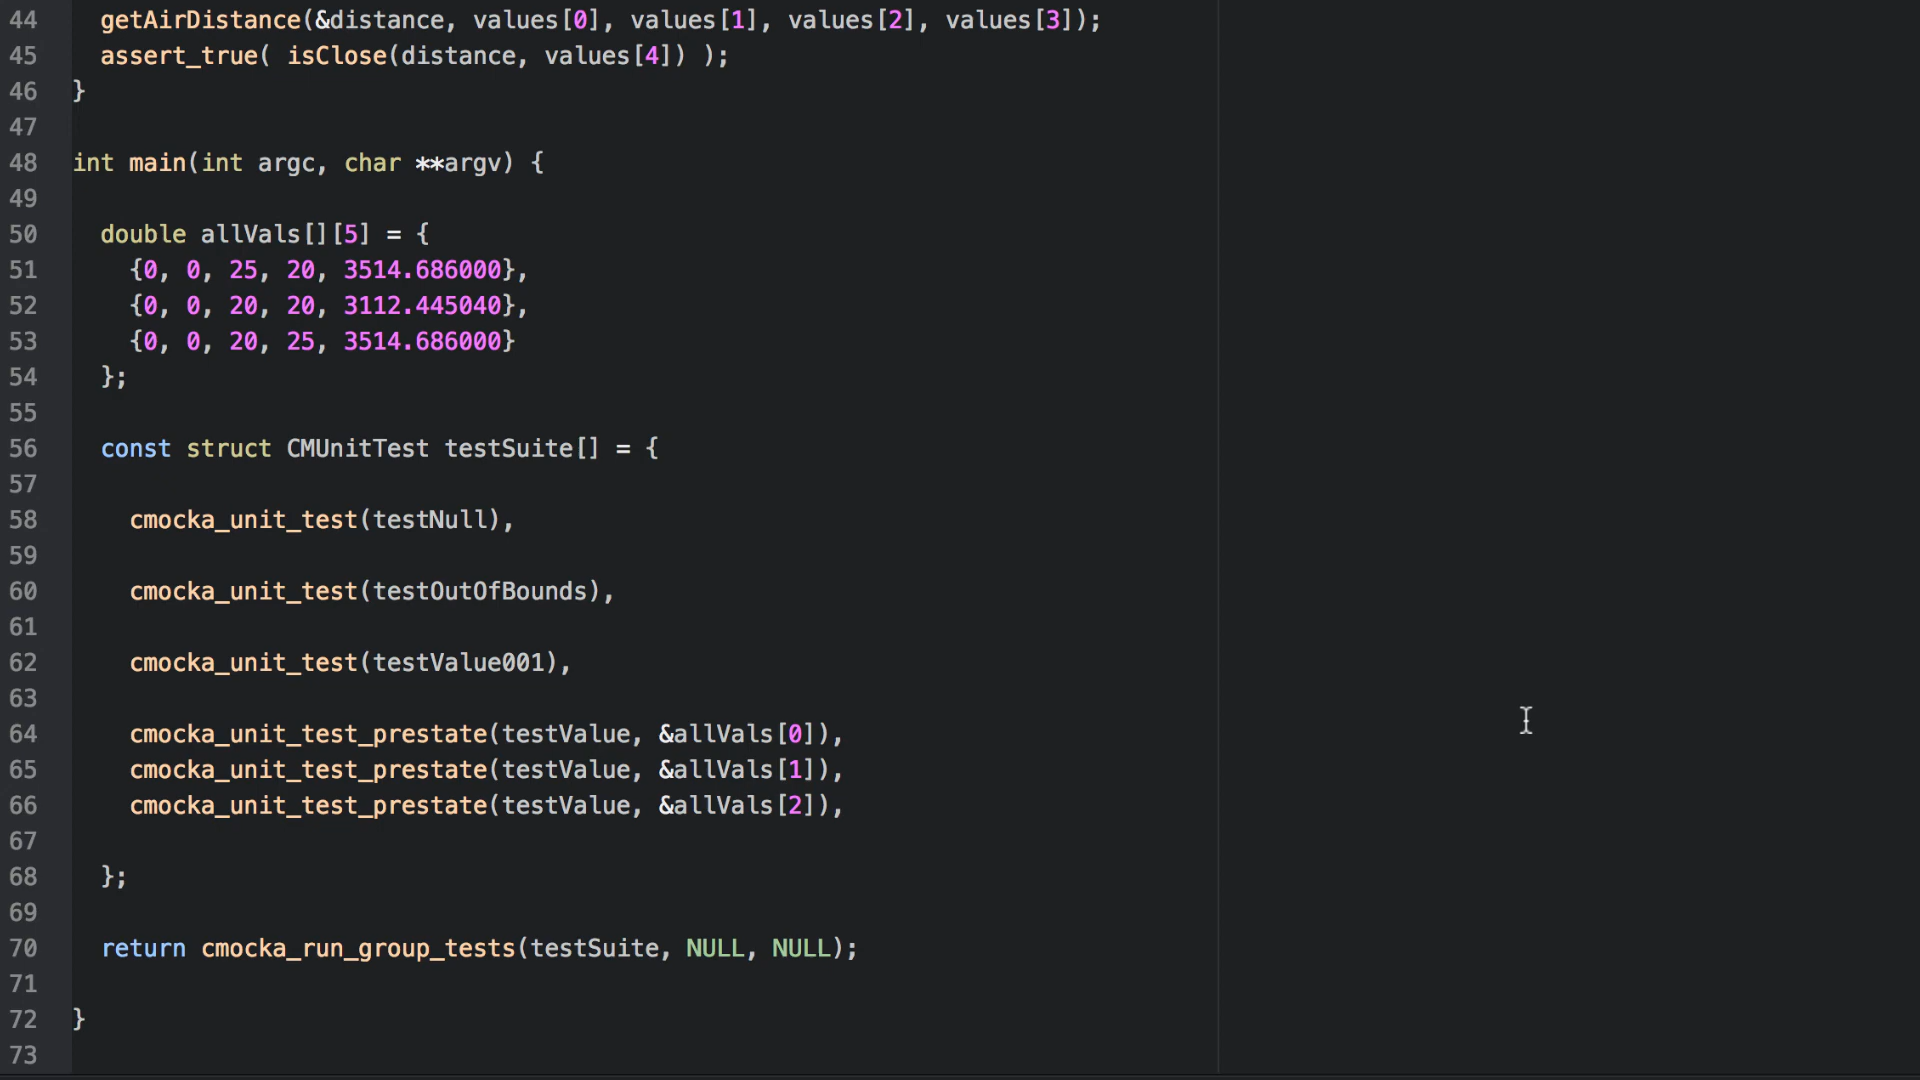 44 getAirDistance(&distance, values[0], values[1], values[2], values[3]);
45 assert_true( isClose(distance, values[4]) );
46 }
47
48 int main(int argc, char **argv) {
49
50 double allVals[][5] = {
51 {0, 0, 25, 20, 3514.686000},
52 {0, 0, 20, 20, 3112.445040},
53 {0, 0, 20, 25, 3514.686000}
54 };
55
56 const struct CMUnitTest testSuite[] = {
57
58 cmocka_unit_test(testNull),
59
60 cmocka_unit_test(testOutOfBounds),
61
62 cmocka_unit_test(testValue001),
63
64 cmocka_unit_test_prestate(testValue, &allVals[0]),
65 cmocka_unit_test_prestate(testValue, &allVals[1]),
66 cmocka_unit_test_prestate(testValue, &allVals[2]),
67
68 };
69
70 return cmocka_run_group_tests(testSuite, NULL, NULL);
71
72 }
73